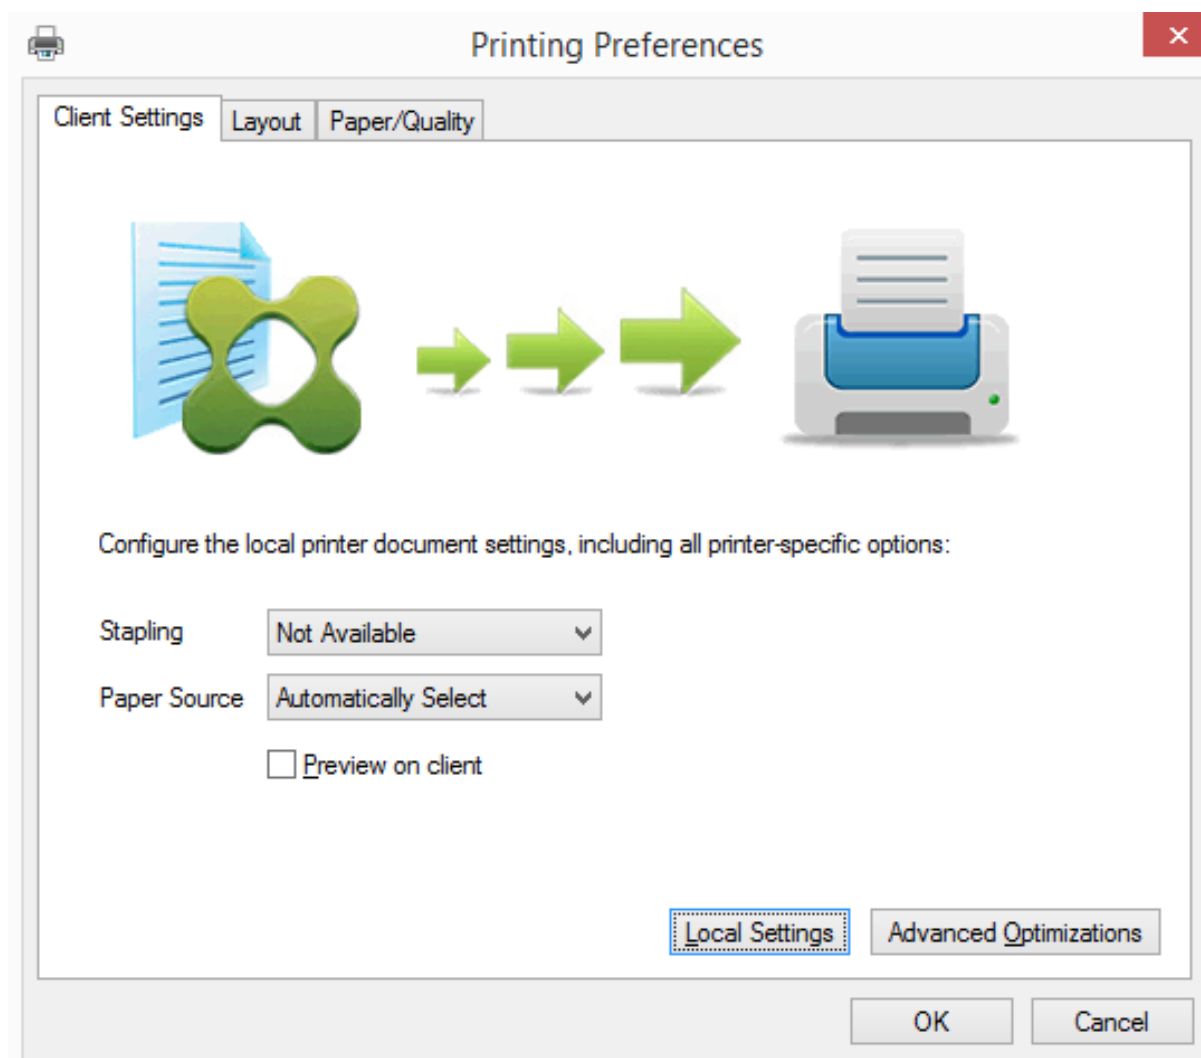 Printing Preferences
Client Settings
Layout
Paper/Quality
Configure the local printer document settings, including all printer-specific options:
Stapling
Not Available
Paper Source
Automatically Select
Preview on client
Local Settings
Advanced Optimizations
OK
Cancel